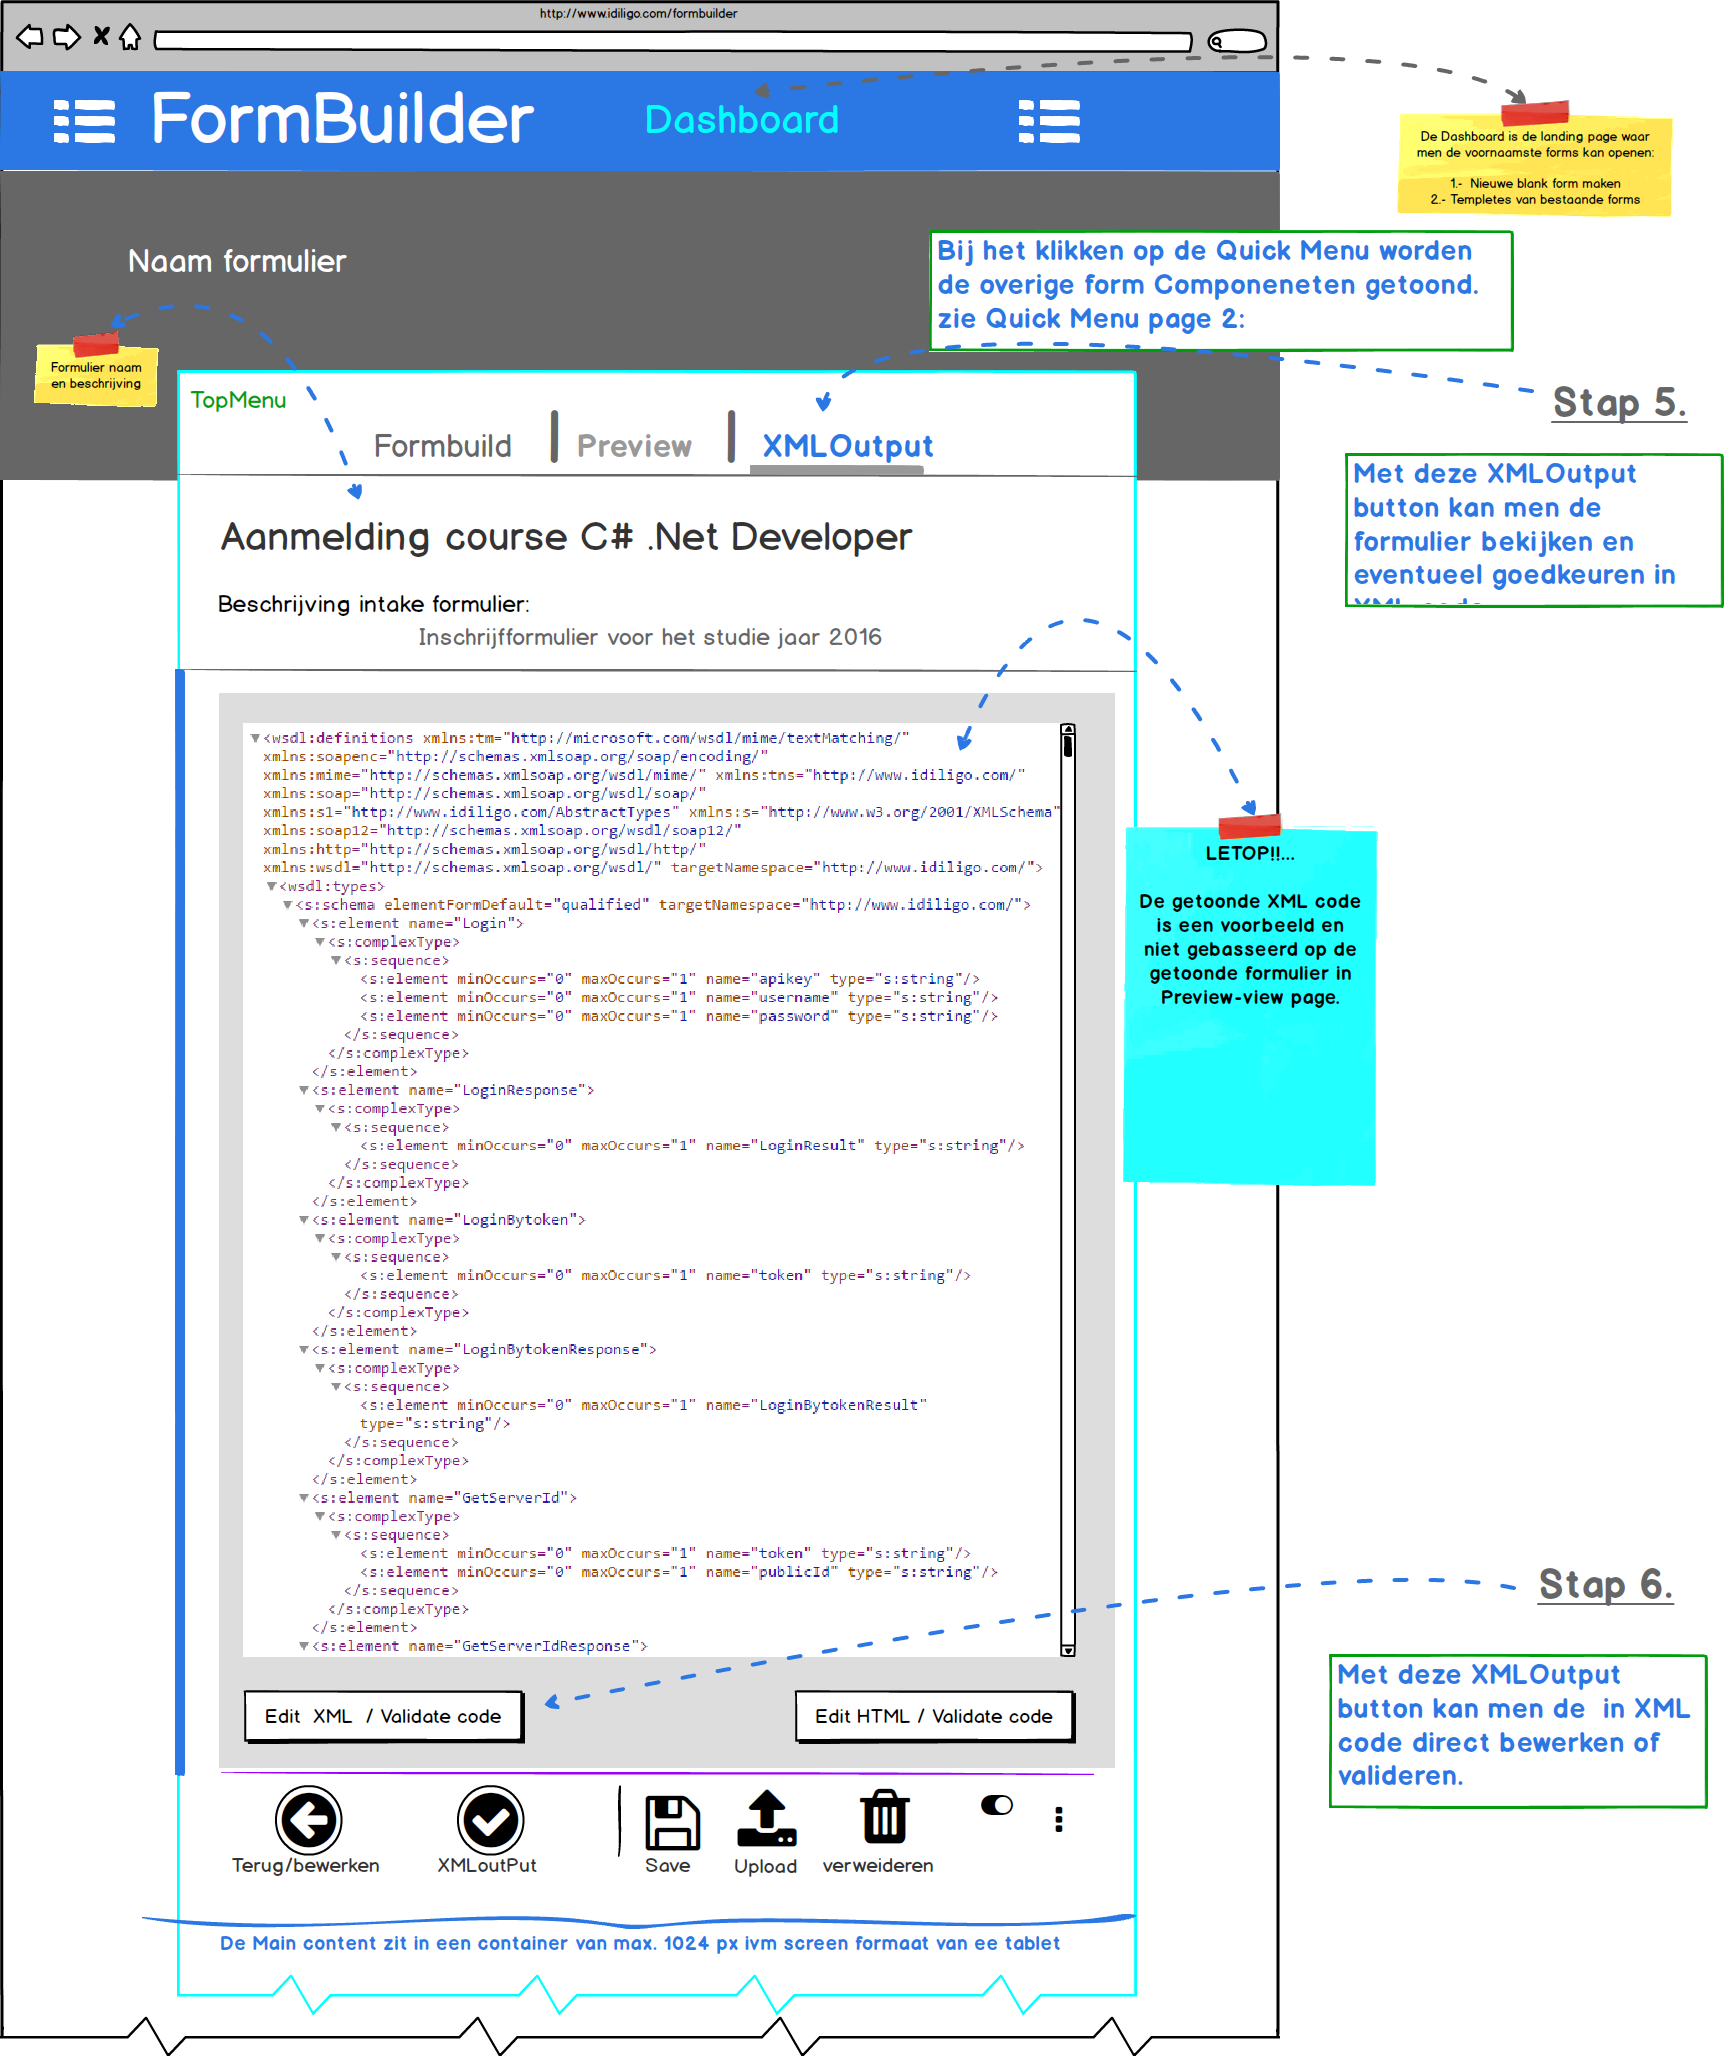 http://www.idiligo.com/formbuilder
FormBuilder
Dashboard
De Dashboard is de landing page waar
men de voornaamste forms kan openen:
1.- Nieuwe blank form maken
2.- Templetes van bestaande forms
Naam formulier
Bij het klikken op de Quick Menu worden
de overige form Componeneten getoond.
zie Quick Menu page 2:
Formulier naam
en beschrijving
TopMenu
Formbuild
Preview
XMLOutput
Stap 5.
Met deze XMLOutput
button kan men de
formulier bekijken en
eventueel goedkeuren in
Aanmelding course C# .Net Developer
Beschrijving intake formulier:
Inschrijfformulier voor het studie jaar 2016
<wsdl:definitions xmlns:tm="http://microsoft.com/wsdl/mime/textMatching/"
xmlns:soapenc="http://schemas.xmlsoap.org/soap/encoding/"
xmlns:mime="http://schemas.xmlsoap.org/wsdl/mime/" xmlns:tns="http://www.idiligo.com/"
xmlns:soap="http://schemas.xmlsoap.org/wsdl/soap/"
xmlns:s1="http://www.idiligo.com/AbstractTypes" xmlns:s="http://www.w3.org/2001/XMLSchema"
xmlns:soap12="http://schemas.xmlsoap.org/wsdl/soap12/"
xmlns:http="http://schemas.xmlsoap.org/wsdl/http/"
xmlns:wsdl="http://schemas.xmlsoap.org/wsdl/" targetNamespace="http://www.idiligo.com/">
<wsdl:types>
<s:schema elementFormDefault="qualified" targetNamespace="http://www.idiligo.com/">
<s:element name="Login">
<s:complexType>
<s:sequence>
<s:element minOccurs="0" maxOccurs="1" name="apikey" type="s:string"/>
<s:element minOccurs="0" maxOccurs="1" name="username" type="s:string"/>
<s:element minOccurs="0" maxOccurs="1" name="password" type="s:string"/>
</s:sequence>
</s:complexType>
</s:element>
<s:element name="LoginResponse">
<s:complexType>
<s:sequence>
<s:element minOccurs="0" maxOccurs="1" name="LoginResult" type="s:string"/>
</s:sequence>
</s:complexType>
</s:element>
<s:element name="LoginBytoken">
<s:complexType>
<s:sequence>
<s:element minOccurs="0" maxOccurs="1" name="token" type="s:string"/>
</s:sequence>
</s:complexType>
</s:element>
<s:element name="LoginBytokenResponse">
<s:complexType>
<s:sequence>
<s:element minOccurs="0" maxOccurs="1" name="LoginBytokenResult"
type="s:string"/>
</s:sequence>
</s:complexType>
</s:element>
<s:element name="GetServerId">
<s:complexType>
<s:sequence>
<s:element minOccurs="0" maxOccurs="1" name="token" type="s:string"/>
<s:element minOccurs="0" maxOccurs="1" name="publicId" type="s:string"/>
</s:sequence>
</s:complexType>
</s:element>
<s:element name="GetServerIdResponse">
LETOP!!...
De getoonde XML code
is een voorbeeld en
niet gebasseerd op de
getoonde formulier in
Preview-view page.
Stap 6.
Met deze XMLOutput
button kan men de in XML
code direct bewerken of
valideren.
Edit XML / Validate code
Edit HTML / Validate code
Terug/bewerken
XMLoutPut
Save
Upload
verweideren
De Main content zit in een container van max. 1024 px ivm screen formaat van ee tablet